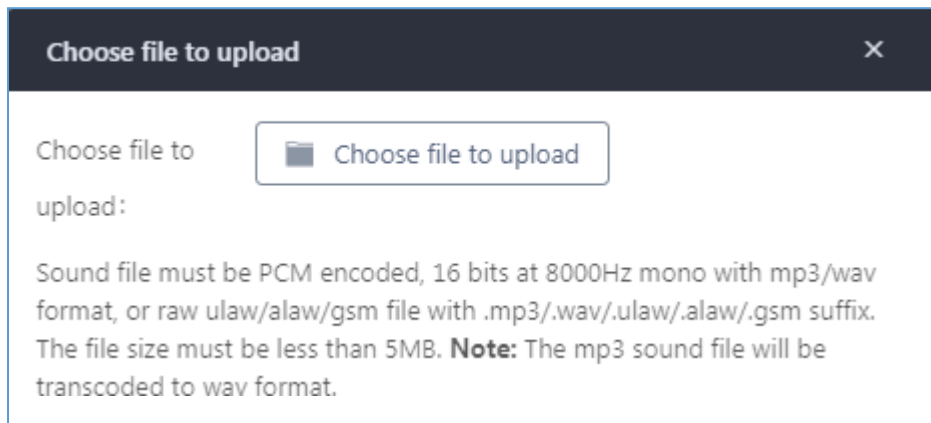 Choose file to upload
×
Choose file to
Choose file to upload
upload:
Sound file must be PCM encoded, 16 bits at 8000Hz mono with mp3/wav
format, or raw ulaw/alaw/gsm file with .mp3/.wav/.ulaw/.alaw/.gsm suffix.
The file size must be less than 5MB. Note: The mp3 sound file will be
transcoded to wav format.